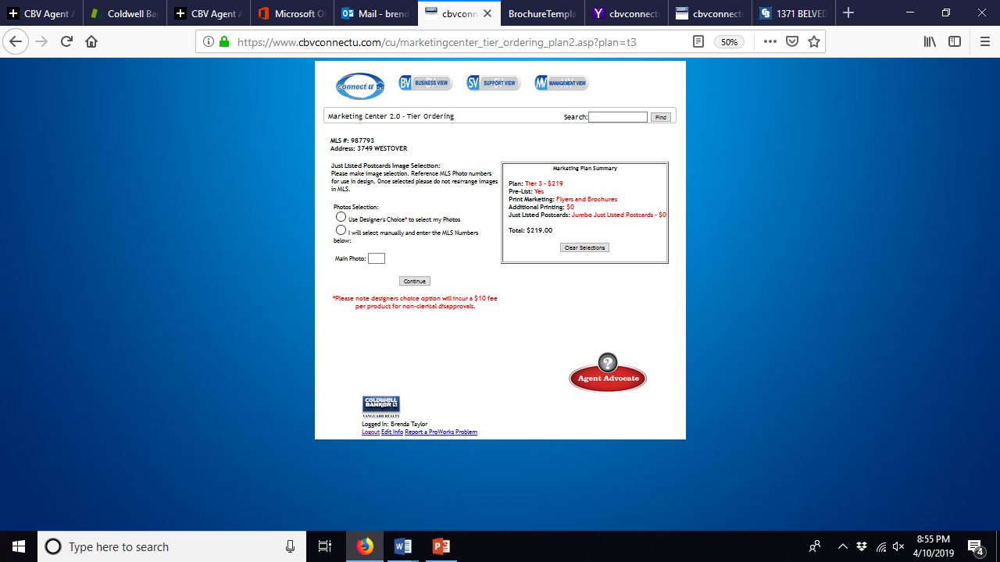 CBV Agent A
Coldwell Ba
CBV Agent A
Microsoft O
Mail - brend
cbvconn
BrochureTempla
cbvconnect
cbvconnect
1371 BELVED
https://www.cbvconnectu.com/cu/marketingcenter_tier_ordering_plan2.asp?plan=t3
50%
connect U
BV BUSINESS VIEW
SV SUPPORT VIEW
MV MANAGEMENT VIEW
Marketing Center 2.0 - Tier Ordering
Search:
Find
MLS #: 987793
Address: 3749 WESTOVER
Just Listed Postcards Image Selection:
Please make image selection. Reference MLS Photo numbers
for use in design. Once selected please do not rearrange images
in MLS.
Photos Selection:
Use Designer's Choice* to select my Photos
I will select manually and enter the MLS Numbers
below:
Main Photo:
Continue
*Please note designers choice option will incur a $10 fee
per product for non-clerical disapprovals.
Marketing Plan Summary
Plan: Tier 3 - $219
Pre-List: Yes
Print Marketing: Flyers and Brochures
Additional Printing: $0
Just Listed Postcards: Jumbo Just Listed Postcards - $0
Total: $219.00
Clear Selections
?
Agent Advocate
COLDWELL
BANKER
VANGUARD REALTY
Logged In: Brenda Taylor
Logout Edit Info Report a ProWorks Problem
Type here to search
8:55 PM
4/10/2019
4